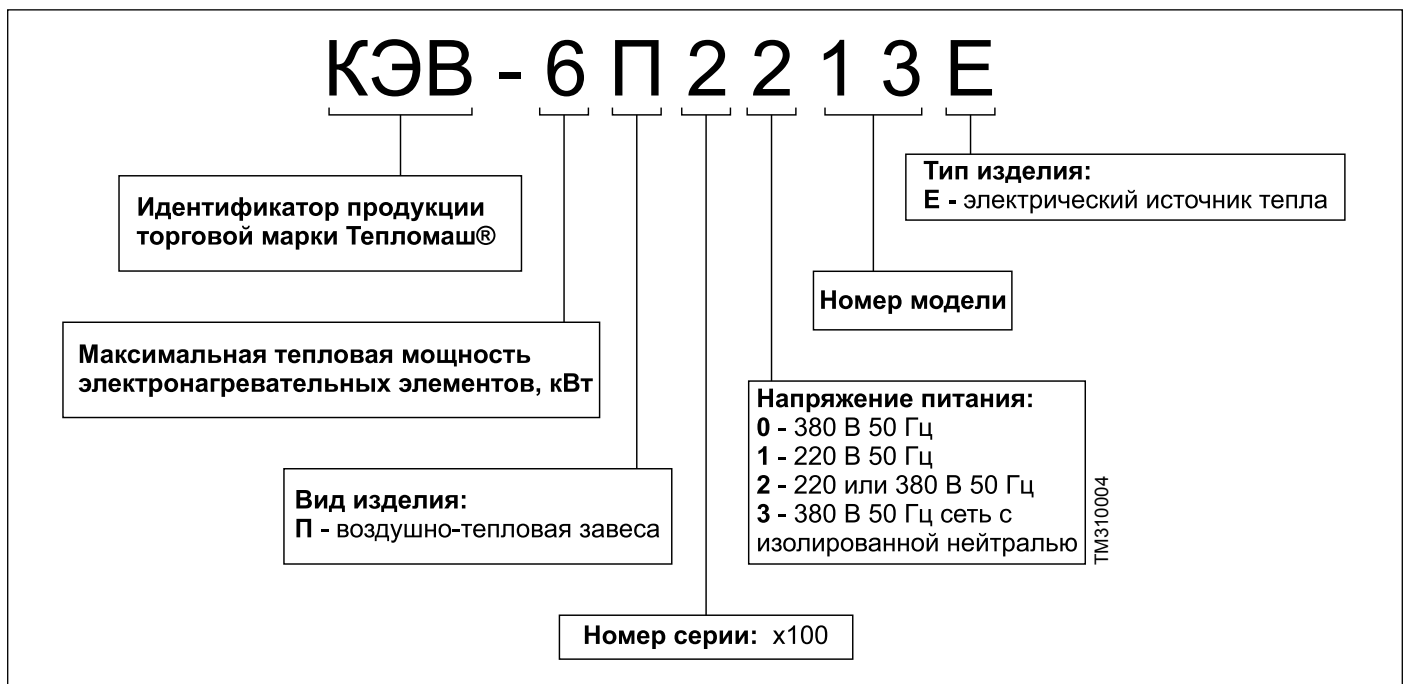 КЭВ - 6 П 2 2 1 3 Е
Тип изделия:
Е - электрический источник тепла
Идентификатор продукции
торговой марки Тепломаш®
Номер модели
Максимальная тепловая мощность
электронагревательных элементов, кВт
Напряжение питания:
0 - 380 В 50 Гц
1 - 220 В 50 Гц
2 - 220 или 380 В 50 Гц
3 - 380 В 50 Гц сеть с
изолированной нейтралью
ТМ310004
Вид изделия:
П - воздушно-тепловая завеса
Номер серии: х100